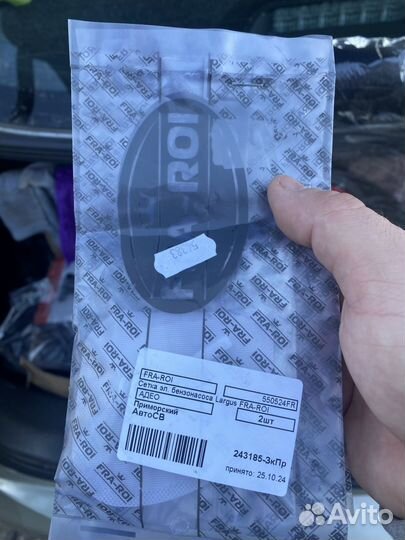 FRA-ROI
FRA-ROI
550524FR
Сетка эл. бензонасоса Largus FRA-ROI
АДЕО
2шт
Приморский
АвтоСВ
243185-ЗкПр
принято: 25.10.24
Avito